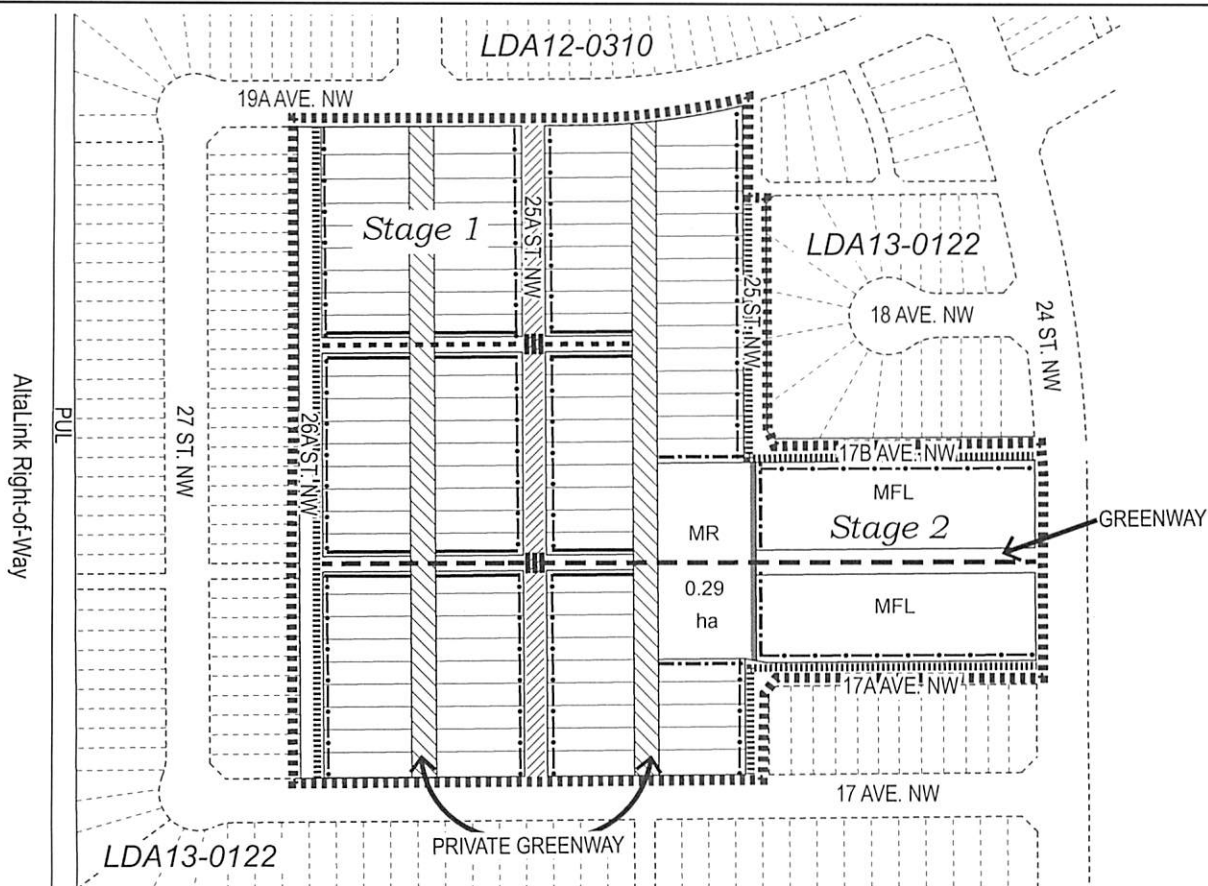 LDA12-0310
19A AVE. NW
Stage 1
25A ST. NW
LDA13-0122
25 ST. NW
18 AVE. NW
24 ST. NW
AltaLink Right-of-Way
PUL
27 ST. NW
26A ST. NW
17B AVE. NW
MFL
Stage 2
GREENWAY
MR
0.29
ha
MFL
17A AVE. NW
17 AVE. NW
PRIVATE GREENWAY
LDA13-0122